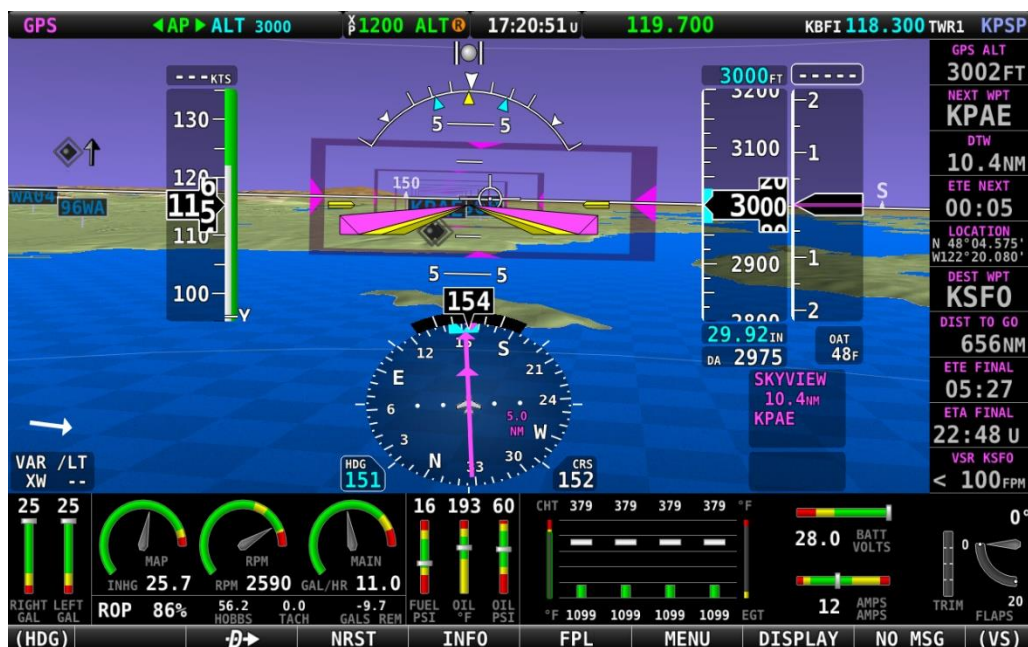 GPS
AP
ALT 3000
XP 1200 ALT R
17:20:51 U
119.700
KBFI 118.300 TWR1 KPSP
GPS ALT
3002FT
NEXT WPT
KPAE
DTW
10.4NM
ETE NEXT
00:05
LOCATION
N 48°04.575'
W122°20.080'
DEST WPT
KSFO
DIST TO GO
656NM
ETE FINAL
05:27
ETA FINAL
22:48 U
VSR KSFO
< 100FPM
--- KTS
130
120
115
110
100
Y
3000FT
-----
3200
3100
3000
2900
2800
2
1
1
2
29.92IN
DA 2975
OAT
48F
SKYVIEW
10.4NM
KPAE
5 5
150
S
WA04
96WA
5 5
154
12
15
S
21
24
W
30
33
N
3
6
E
5.0
NM
HDG
151
CRS
152
VAR /LT
XW --
25 25
RIGHT GAL
LEFT GAL
MAP
INHG 25.7
RPM
RPM 2590
MAIN
GAL/HR 11.0
ROP 86%
56.2
HOBBS
0.0
TACH
-9.7
GALS REM
16 193 60
FUEL PSI
OIL °F
OIL PSI
CHT 379 379 379 379 °F
°F 1099 1099 1099 1099 EGT
28.0 BATT VOLTS
12 AMPS AMPS
TRIM
0°
0
20
FLAPS
(HDG)
D
NRST
INFO
FPL
MENU
DISPLAY
NO MSG
(VS)